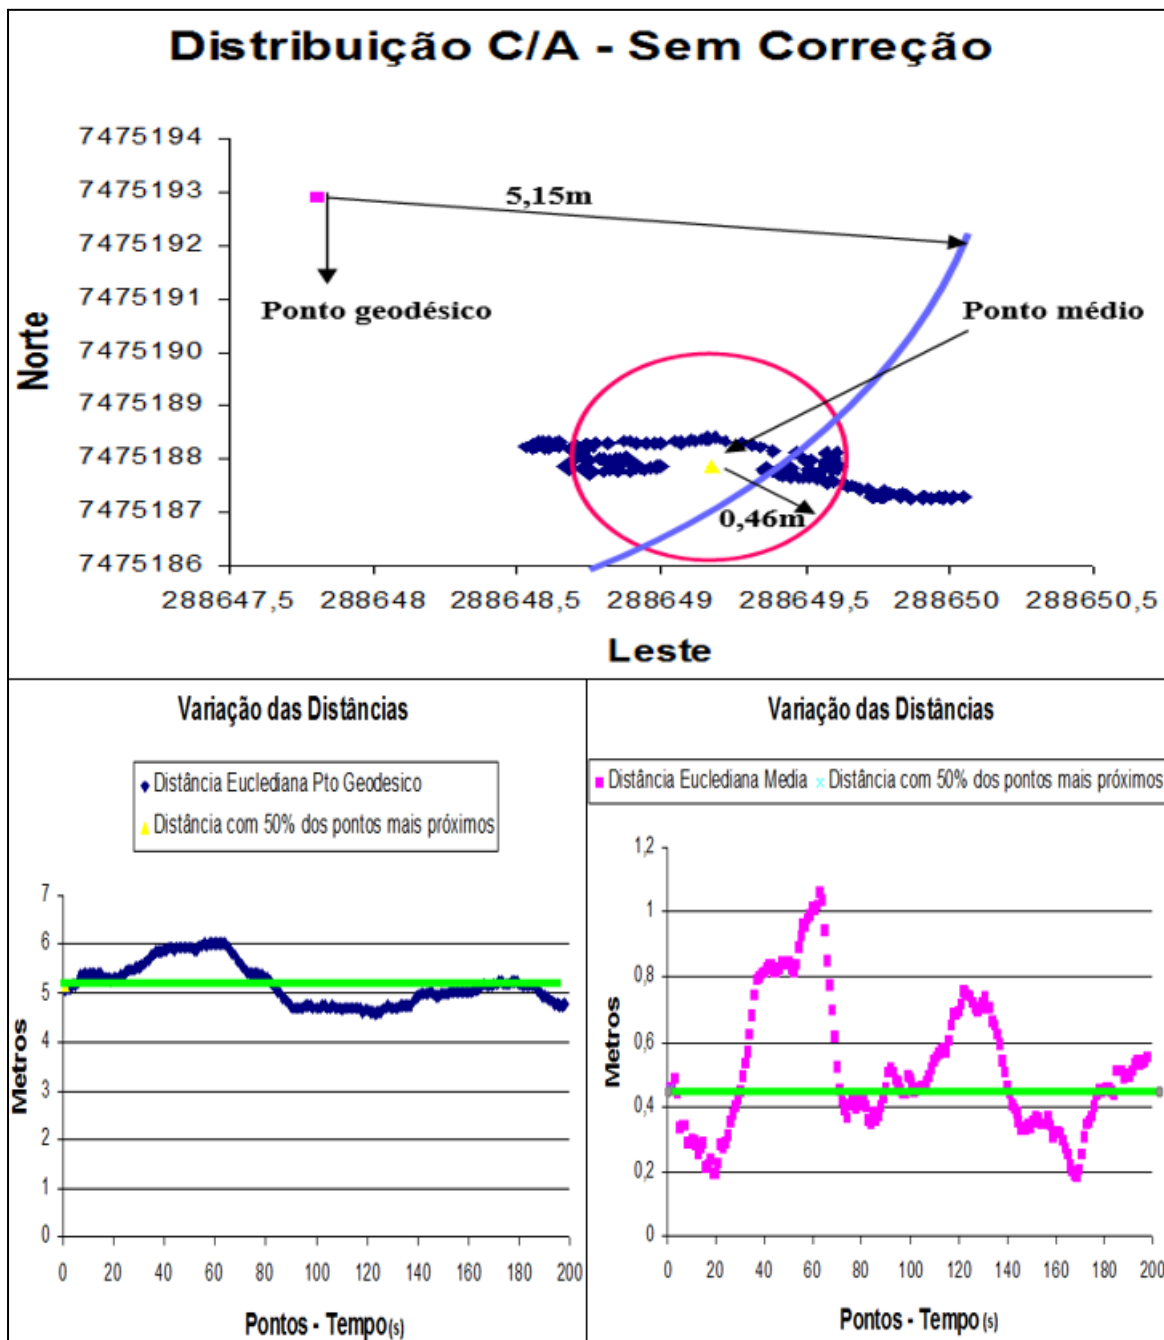 Distribuição C/A - Sem Correção
7475194
7475193
7475192
7475191
7475190
7475189
7475188
7475187
7475186
Norte
5,15m
Ponto geodésico
Ponto médio
0,46m
288647,5 288648 288648,5 288649 288649,5 288650 288650,5
Leste
Variação das Distâncias
Distância Euclediana Pto Geodesico
Distância com 50% dos pontos mais próximos
7
6
5
4
3
2
1
0
Metros
0 20 40 60 80 100 120 140 160 180 200
Pontos - Tempo(s)
Variação das Distâncias
Distância Euclediana Media Distância com 50% dos pontos mais próximos
1,2
1
0,8
0,6
0,4
0,2
0
Metros
0 20 40 60 80 100 120 140 160 180 200
Pontos - Tempo(s)